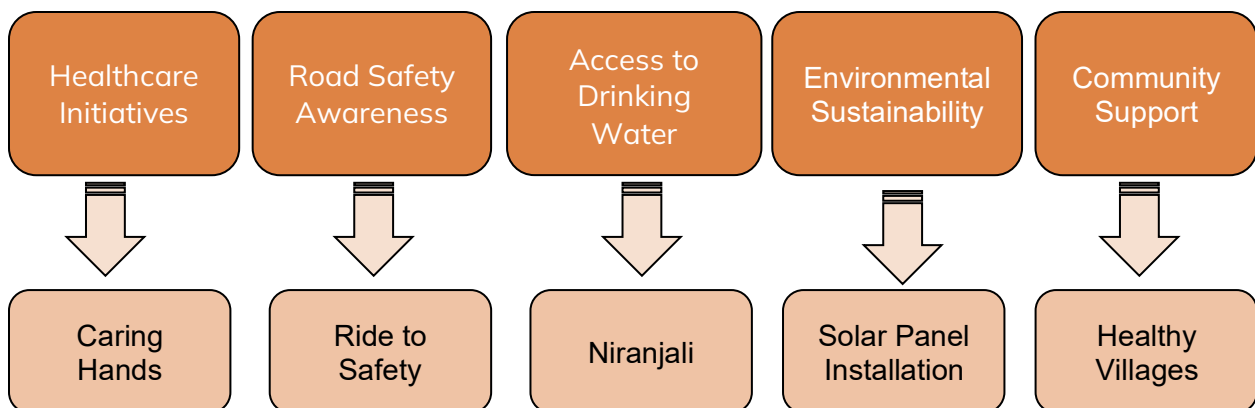 Healthcare
Initiatives
Road Safety
Awareness
Access to
Drinking
Water
Environmental
Sustainability
Community
Support
Caring
Hands
Ride to
Safety
Niranjali
Solar Panel
Installation
Healthy
Villages